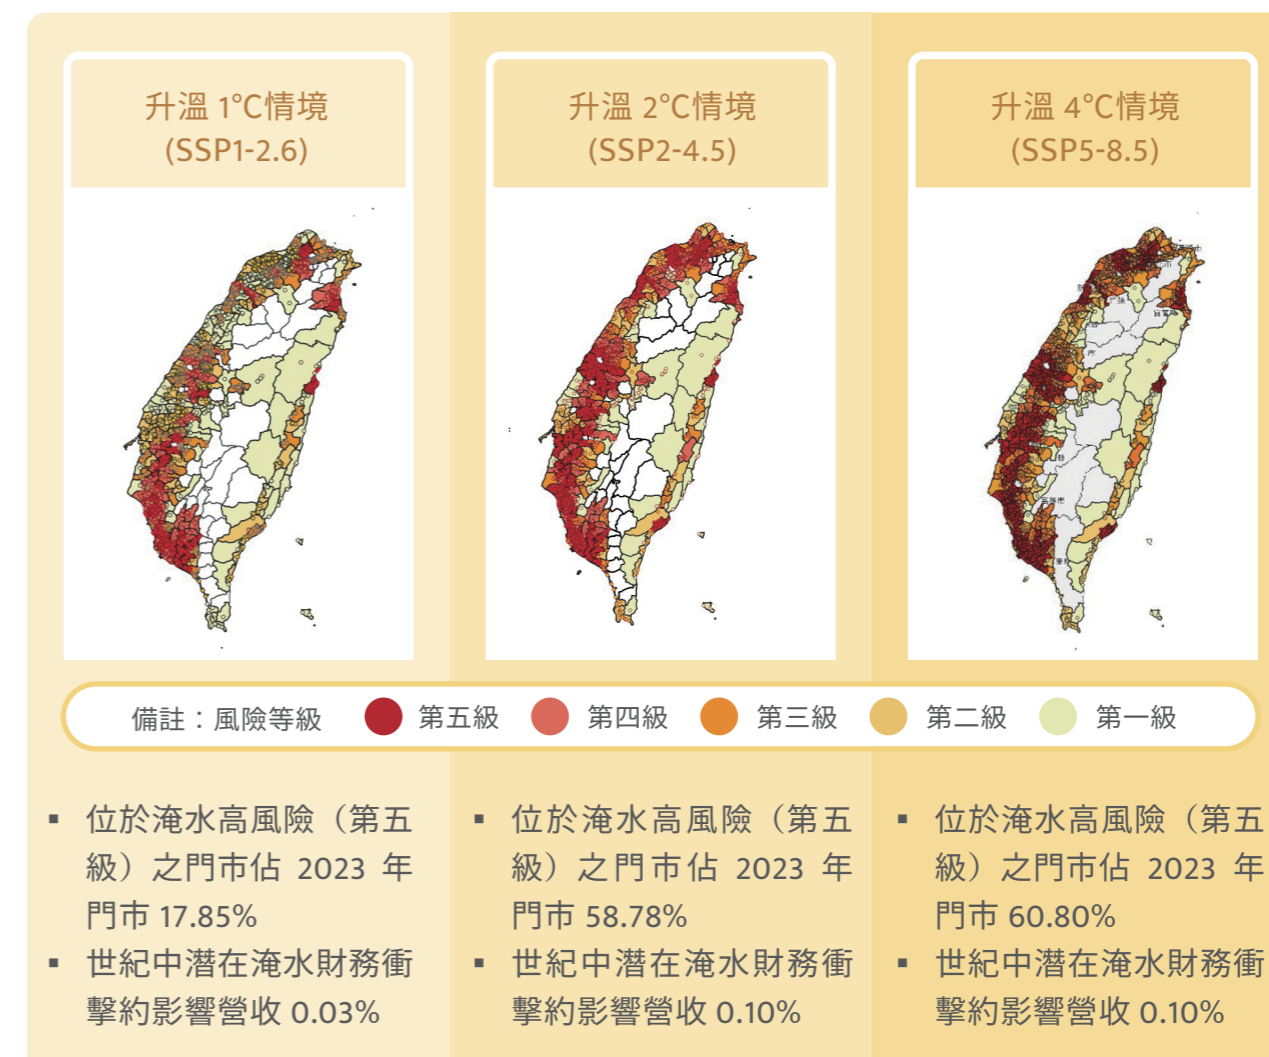 升溫 1°C情境
(SSP1-2.6)
升溫 2°C情境
(SSP2-4.5)
升溫 4°C情境
(SSP5-8.5)
宜蘭縣
高雄市
備註：風險等級 第五級 第四級 第三級 第二級 第一級
▪ 位於淹水高風險（第五
級）之門市佔 2023 年
門市 17.85%
▪ 世紀中潛在淹水財務衝
擊約影響營收 0.03%
▪ 位於淹水高風險（第五
級）之門市佔 2023 年
門市 58.78%
▪ 世紀中潛在淹水財務衝
擊約影響營收 0.10%
▪ 位於淹水高風險（第五
級）之門市佔 2023 年
門市 60.80%
▪ 世紀中潛在淹水財務衝
擊約影響營收 0.10%